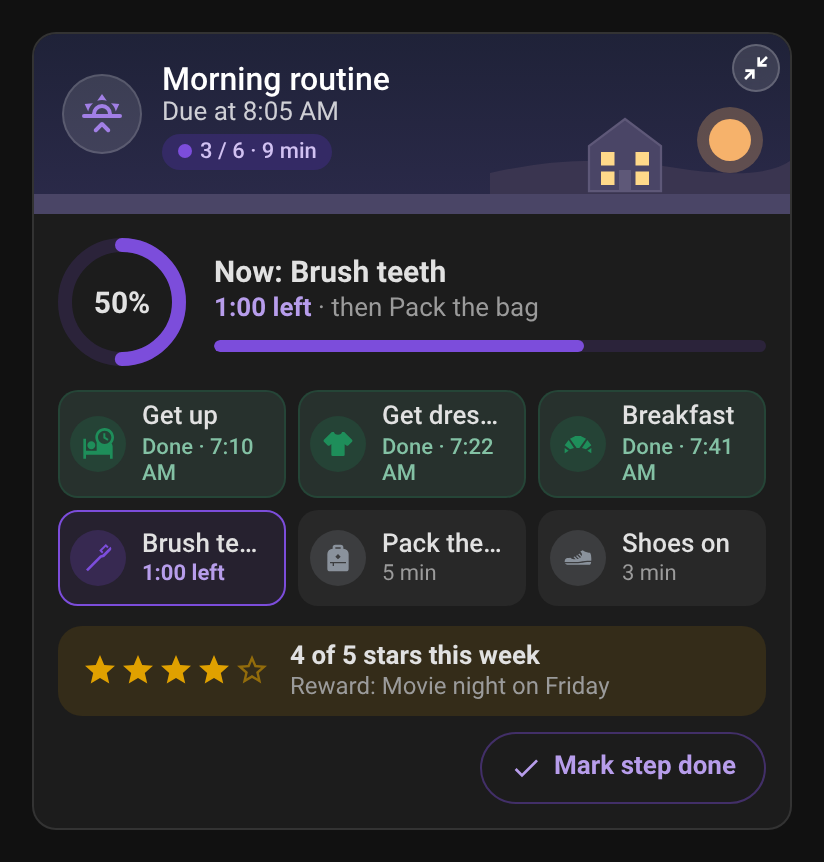 Morning routine
Due at 8:05 AM
3 / 6 · 9 min
50%
Now: Brush teeth
1:00 left · then Pack the bag
Get up
Done · 7:10
AM
Get dres...
Done · 7:22
AM
Breakfast
Done · 7:41
AM
Brush te...
1:00 left
Pack the...
5 min
Shoes on
3 min
4 of 5 stars this week
Reward: Movie night on Friday
Mark step done